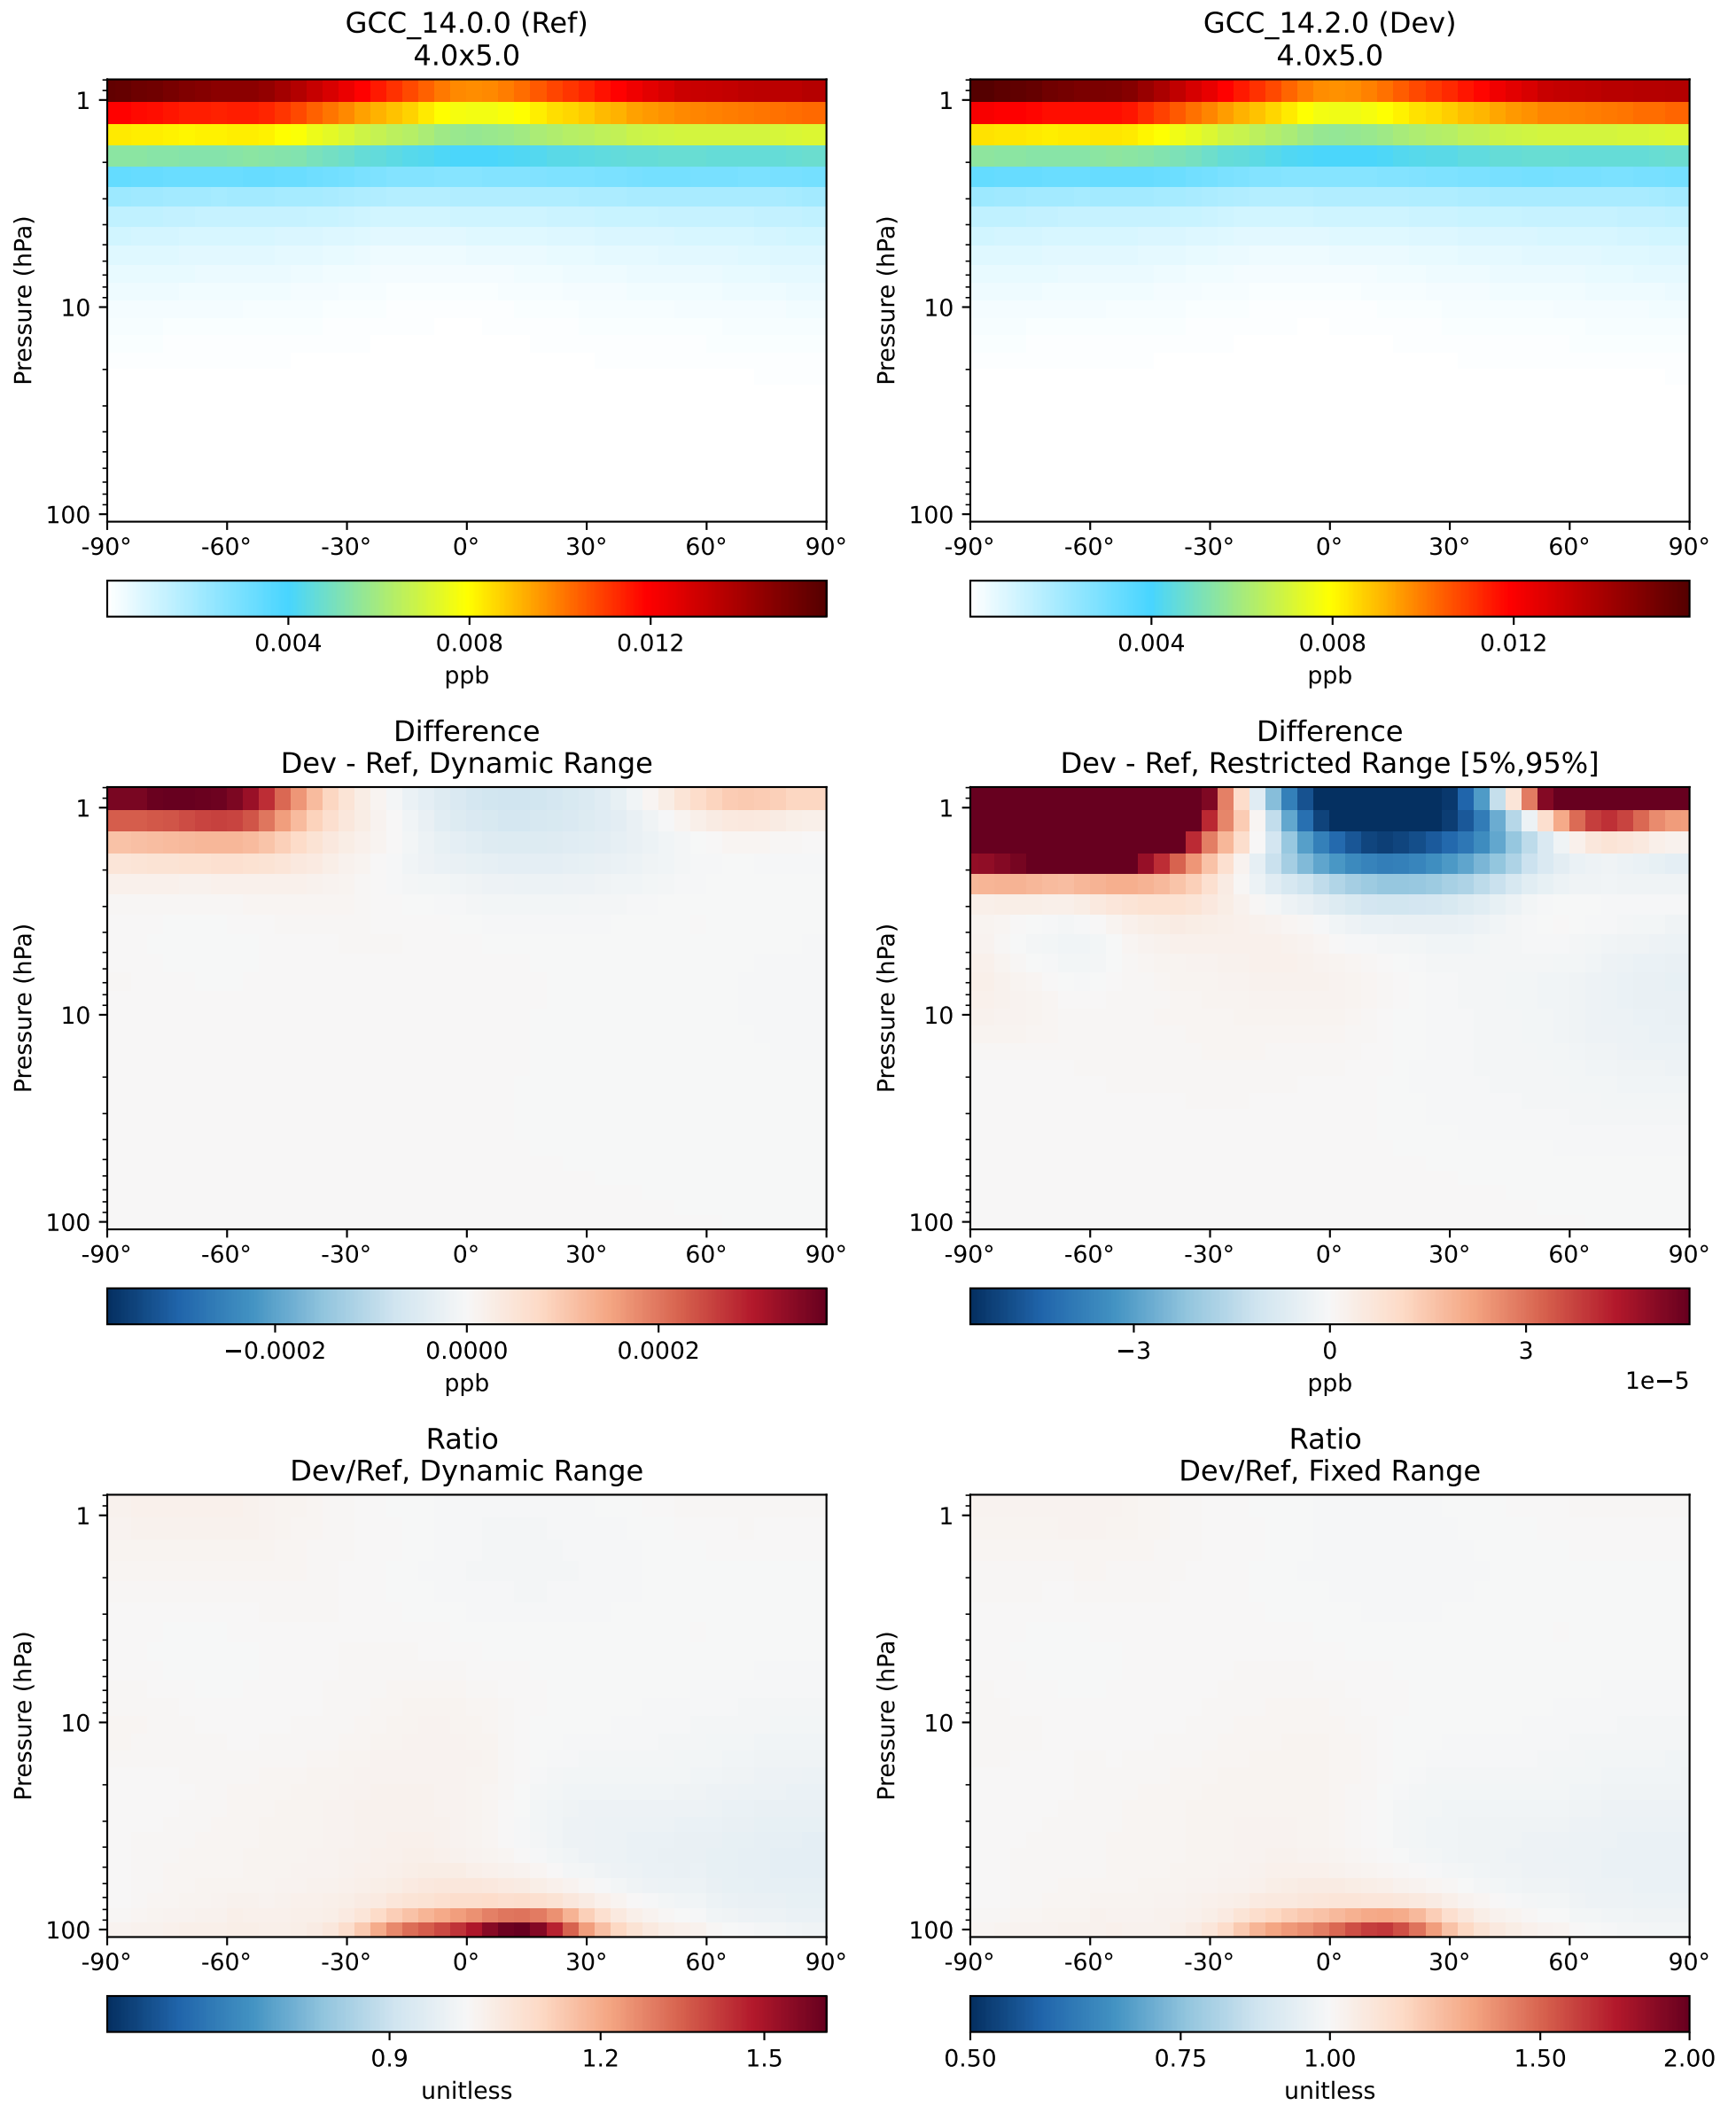 GCC_14.0.0 (Ref)
4.0x5.0
GCC_14.2.0 (Dev)
4.0x5.0
Pressure (hPa)
1
10
100
-90° -60° -30° 0° 30° 60° 90°
0.004 0.008 0.012
ppb
Pressure (hPa)
1
10
100
-90° -60° -30° 0° 30° 60° 90°
0.004 0.008 0.012
ppb
Difference
Dev - Ref, Dynamic Range
Difference
Dev - Ref, Restricted Range [5%,95%]
Pressure (hPa)
1
10
100
-90° -60° -30° 0° 30° 60° 90°
−0.0002 0.0000 0.0002
ppb
Pressure (hPa)
1
10
100
-90° -60° -30° 0° 30° 60° 90°
−3 0 3
ppb
1e−5
Ratio
Dev/Ref, Dynamic Range
Ratio
Dev/Ref, Fixed Range
Pressure (hPa)
1
10
100
-90° -60° -30° 0° 30° 60° 90°
0.9 1.2 1.5
unitless
Pressure (hPa)
1
10
100
-90° -60° -30° 0° 30° 60° 90°
0.50 0.75 1.00 1.50 2.00
unitless